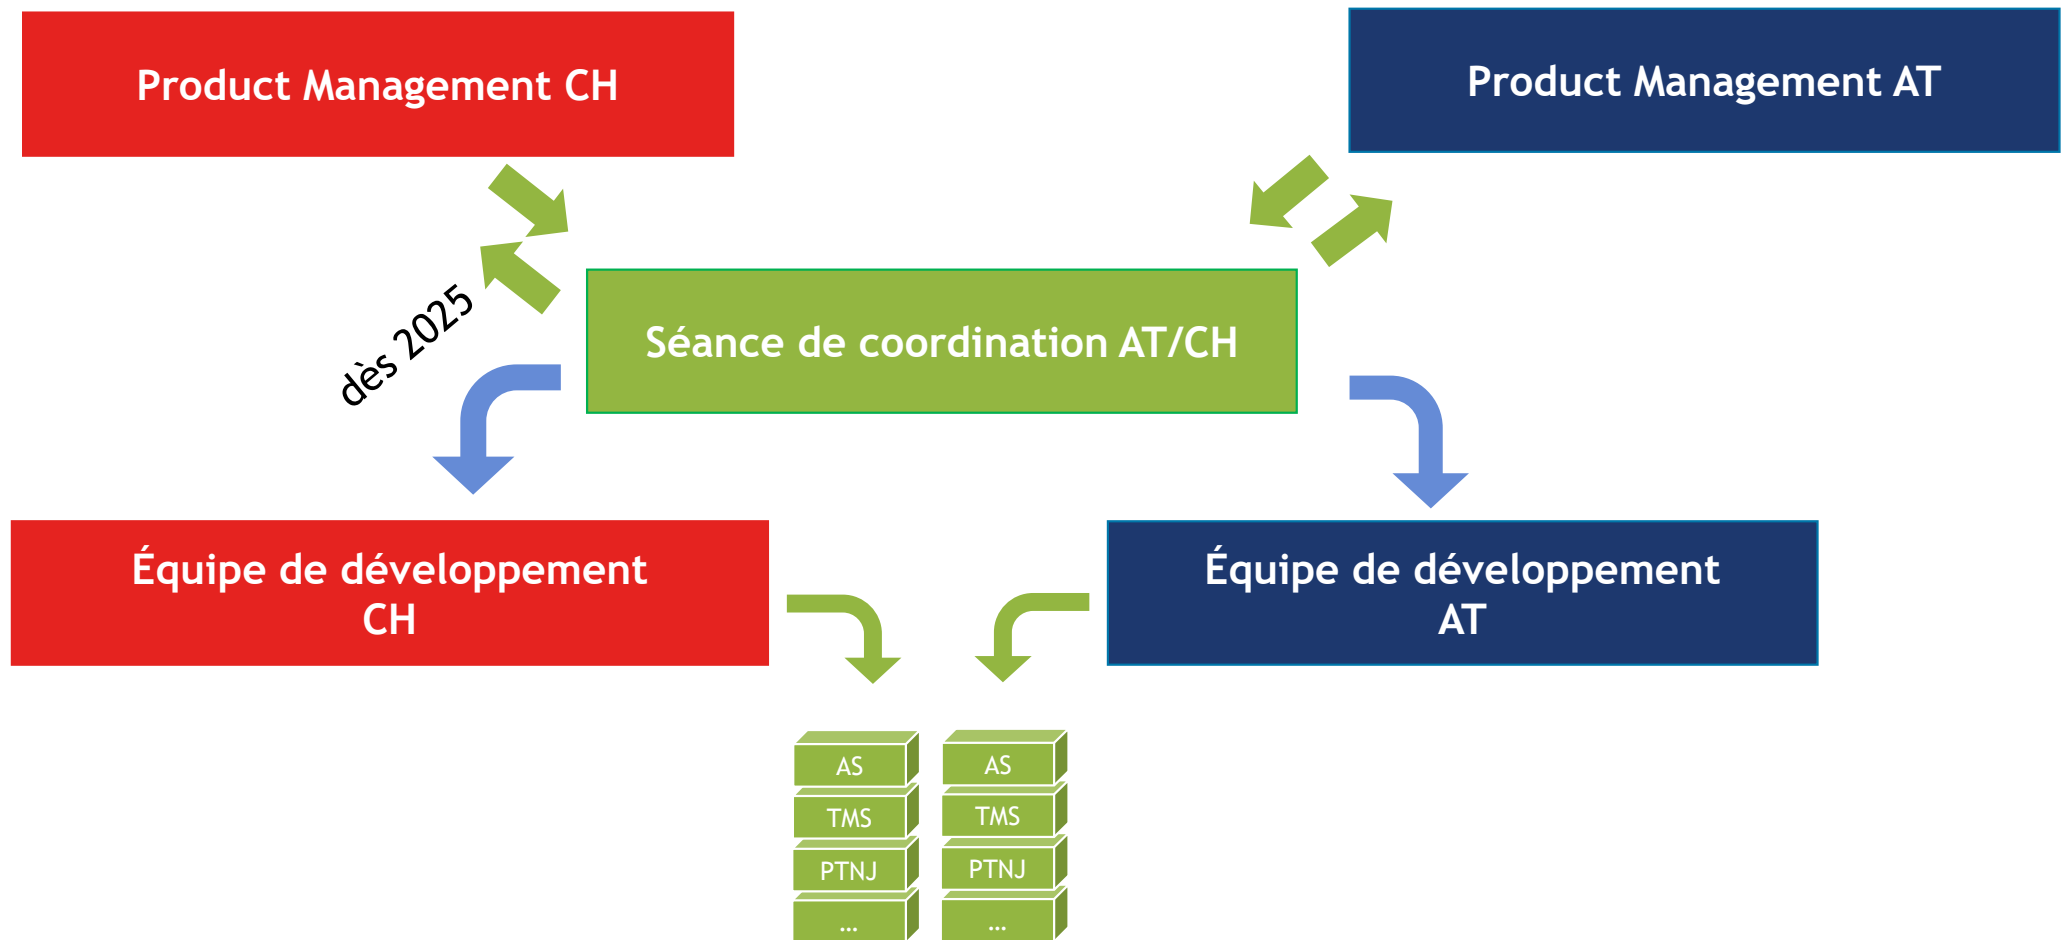 Product Management CH
Product Management AT
dès 2025
Séance de coordination AT/CH
Équipe de développement
CH
Équipe de développement
AT
AS
TMS
PTNJ
...
AS
TMS
PTNJ
...